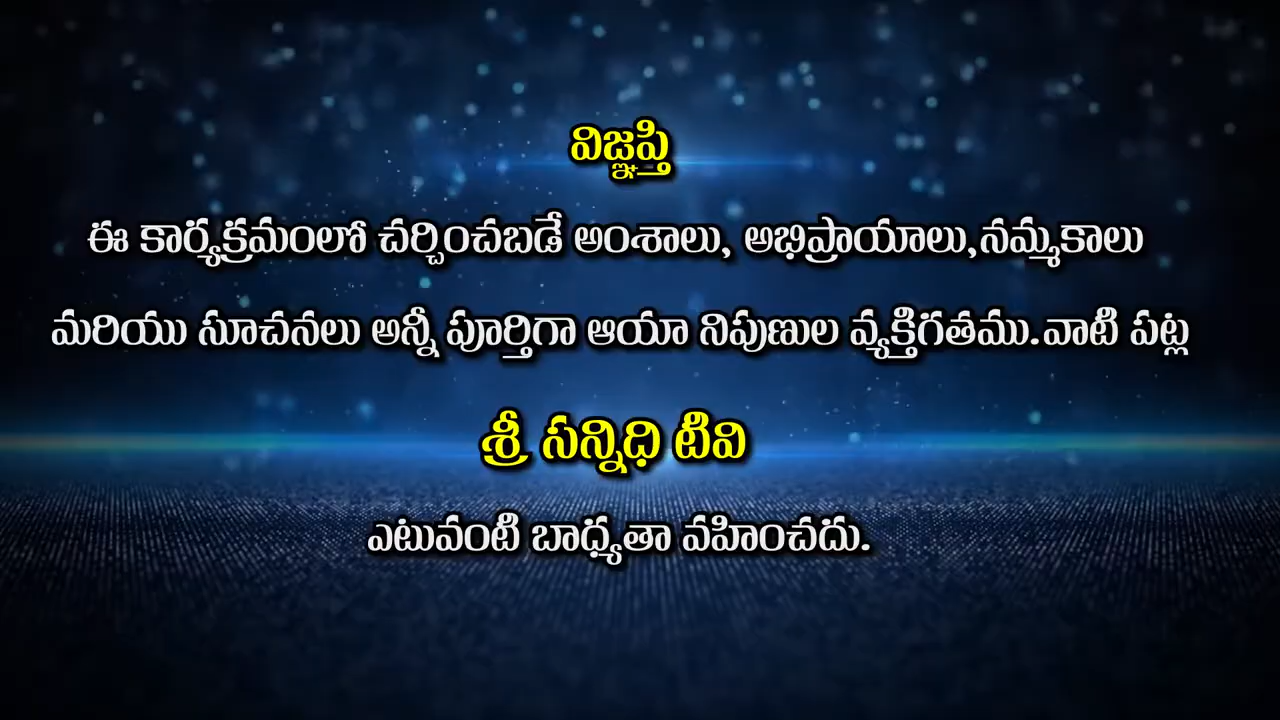 విజ్ఞప్తి
ఈ కార్యక్రమంలో చర్చించబడే అంశాలు, అభిప్రాయాలు,నమ్మకాలు
మరియు సూచనలు అన్నీ పూర్తిగా ఆయా నిపుణుల వ్యక్తిగతము.వాటి పట్ల
శ్రీ సన్నిధి టివి
ఎటువంటి బాధ్యతా వహించదు.